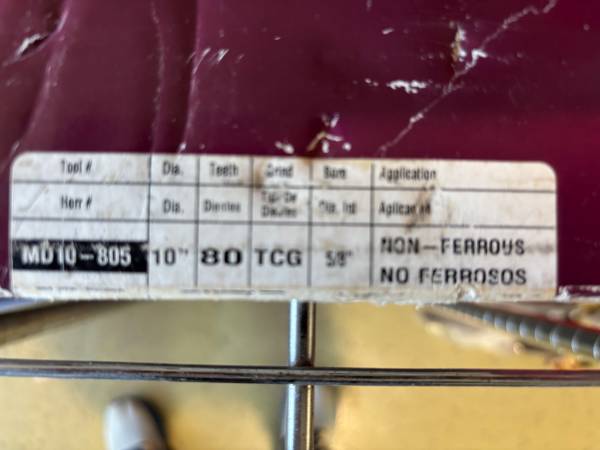 Tool # Dia. Teeth Grind Bore Application
Herr # Dia. Dientes Tipo De Dientes Dia. Int Aplicar a#
MD10-805 10" 80 TCG 5/8" NON-FERROUS
NO FERROSOS